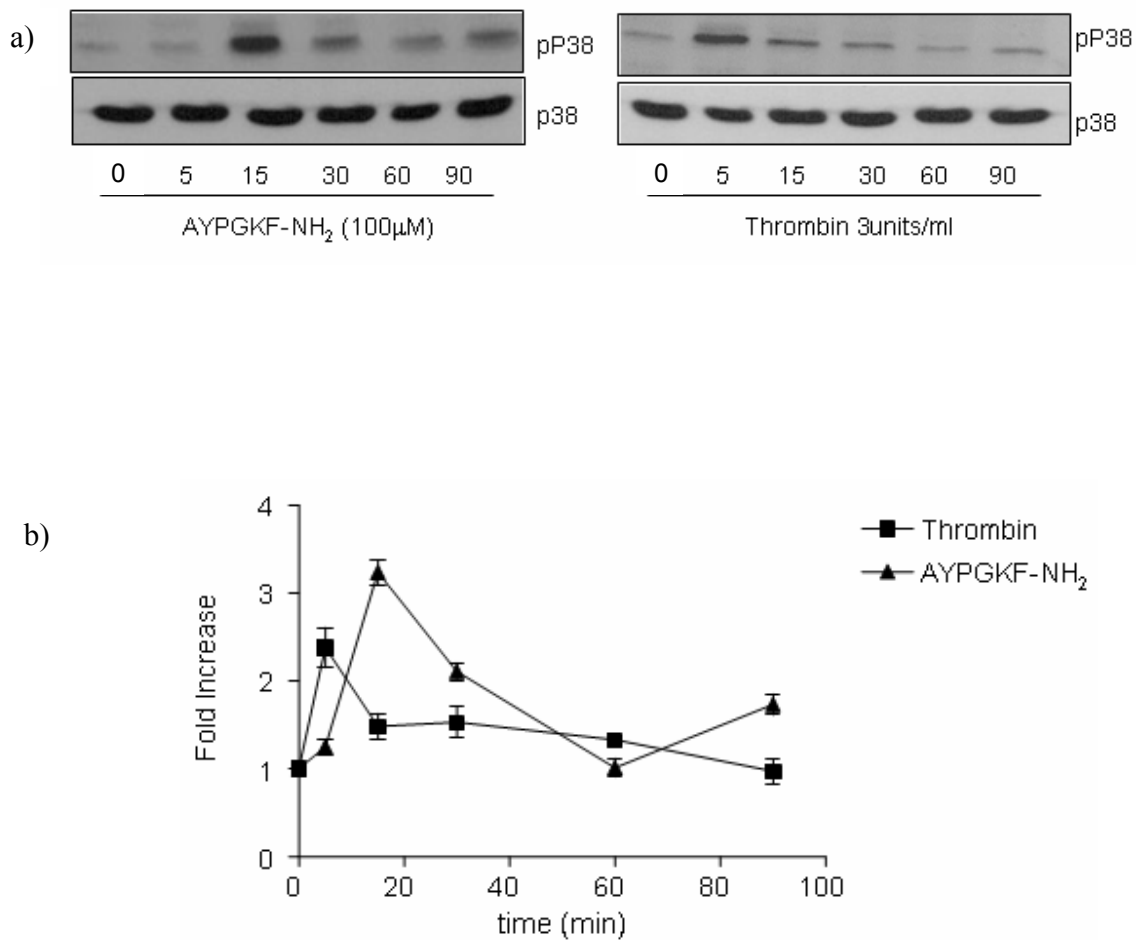 a)
pP38
p38
0 5 15 30 60 90
AYPGKF-NH₂ (100µM)
pP38
p38
0 5 15 30 60 90
Thrombin 3units/ml
b)
Fold Increase
4
3
2
1
0
0 20 40 60 80 100
time (min)
Thrombin
AYPGKF-NH₂